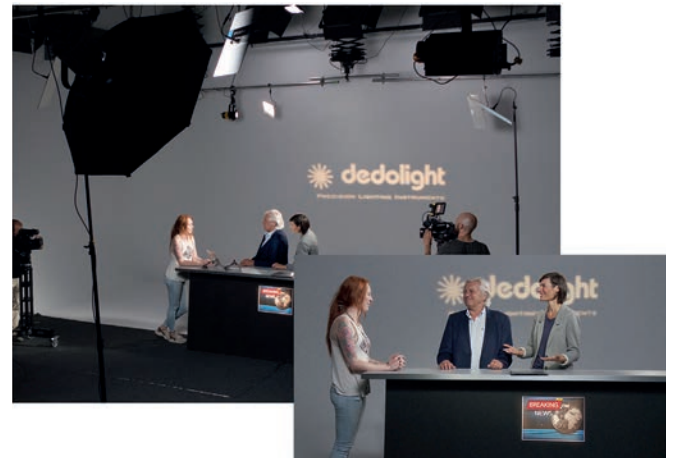 dedolight
PRECISION LIGHTING INSTRUMENTS
dedolight
BREAKING
NEWS